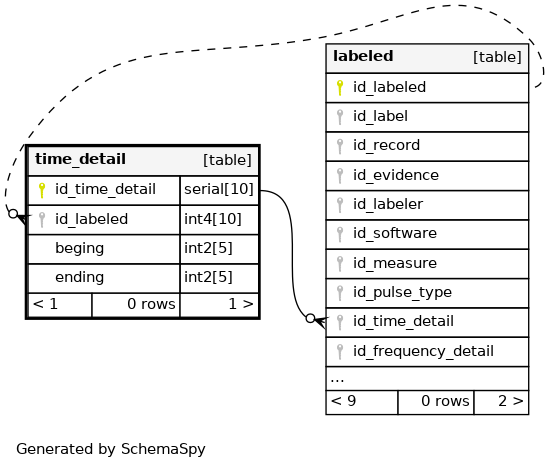 labeled [table]
id_labeled
id_label
id_record
id_evidence
id_labeler
id_software
id_measure
id_pulse_type
id_time_detail
id_frequency_detail
...
< 9 0 rows 2 >
time_detail [table]
id_time_detail serial[10]
id_labeled int4[10]
beging int2[5]
ending int2[5]
< 1 0 rows 1 >
Generated by SchemaSpy